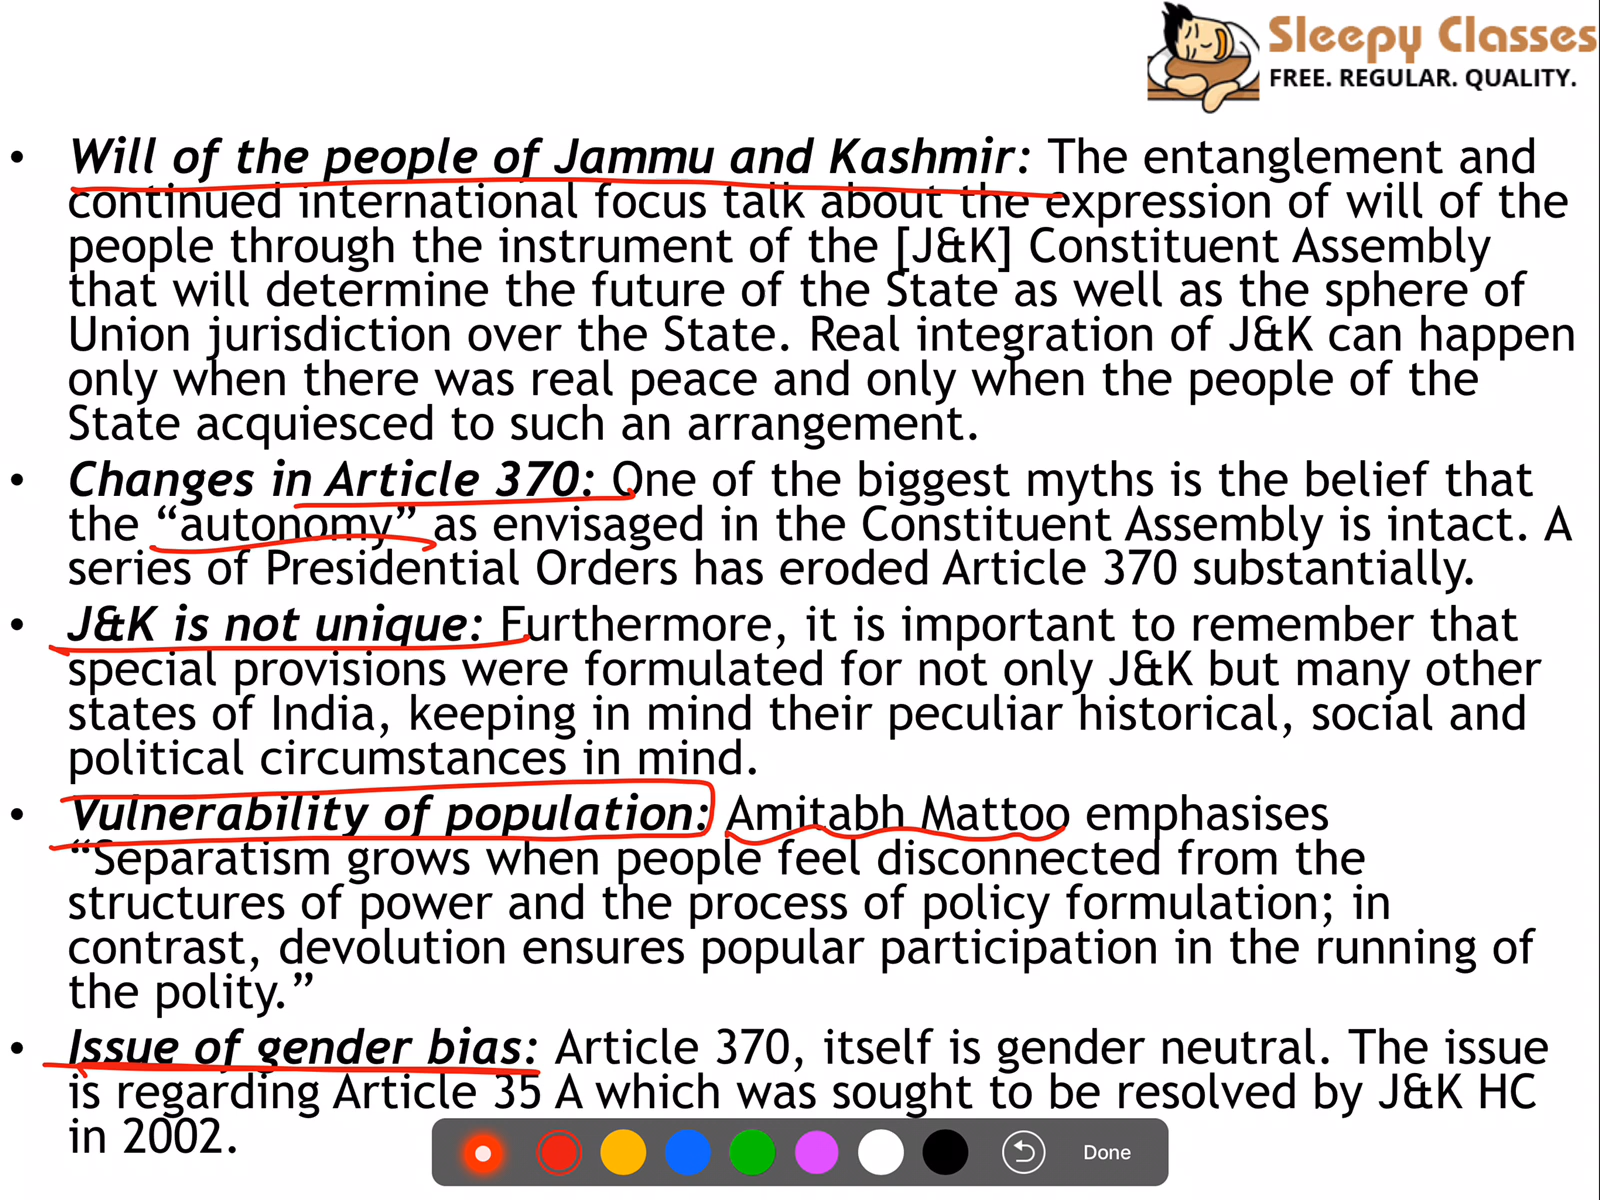 Sleepy Classes
FREE. REGULAR. QUALITY.
• Will of the people of Jammu and Kashmir: The entanglement and
continued international focus talk about the expression of will of the
people through the instrument of the [J&K] Constituent Assembly
that will determine the future of the State as well as the sphere of
Union jurisdiction over the State. Real integration of J&K can happen
only when there was real peace and only when the people of the
State acquiesced to such an arrangement.
• Changes in Article 370: One of the biggest myths is the belief that
the “autonomy” as envisaged in the Constituent Assembly is intact. A
series of Presidential Orders has eroded Article 370 substantially.
• J&K is not unique: Furthermore, it is important to remember that
special provisions were formulated for not only J&K but many other
states of India, keeping in mind their peculiar historical, social and
political circumstances in mind.
• Vulnerability of population: Amitabh Mattoo emphasises
“Separatism grows when people feel disconnected from the
structures of power and the process of policy formulation; in
contrast, devolution ensures popular participation in the running of
the polity.”
• Issue of gender bias: Article 370, itself is gender neutral. The issue
is regarding Article 35 A which was sought to be resolved by J&K HC
in 2002.
Done